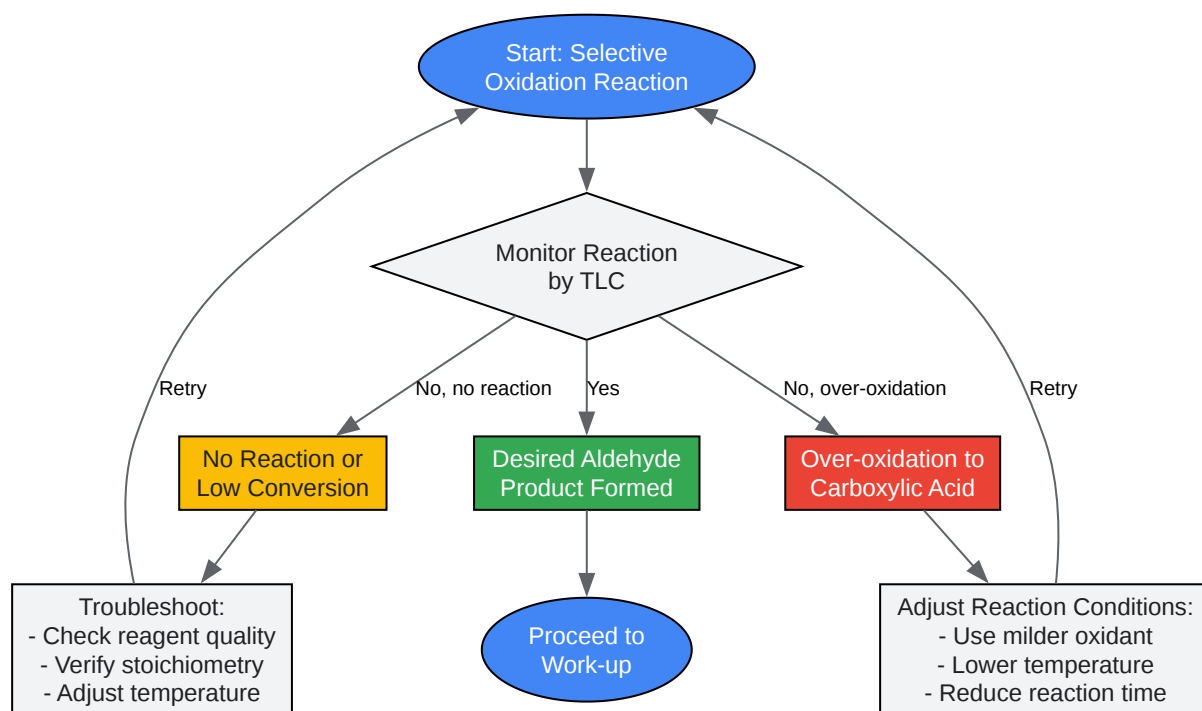 Start: Selective
Oxidation Reaction
Monitor Reaction
by TLC
Retry
No, no reaction
Yes
No, over-oxidation
Retry
No Reaction or
Low Conversion
Desired Aldehyde
Product Formed
Over-oxidation to
Carboxylic Acid
Troubleshoot:
- Check reagent quality
- Verify stoichiometry
- Adjust temperature
Proceed to
Work-up
Adjust Reaction Conditions:
- Use milder oxidant
- Lower temperature
- Reduce reaction time